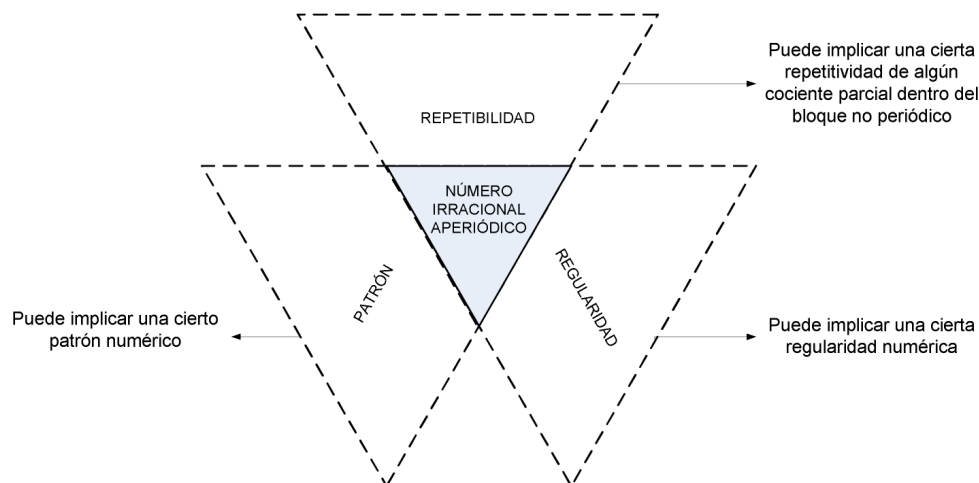 Puede implicar una cierta
repetitividad de algún
cociente parcial dentro del
bloque no periódico
REPETIBILIDAD
NÚMERO
IRRACIONAL
APERIÓDICO
PATRÓN
REGULARIDAD
Puede implicar una cierto
patrón numérico
Puede implicar una cierta
regularidad numérica